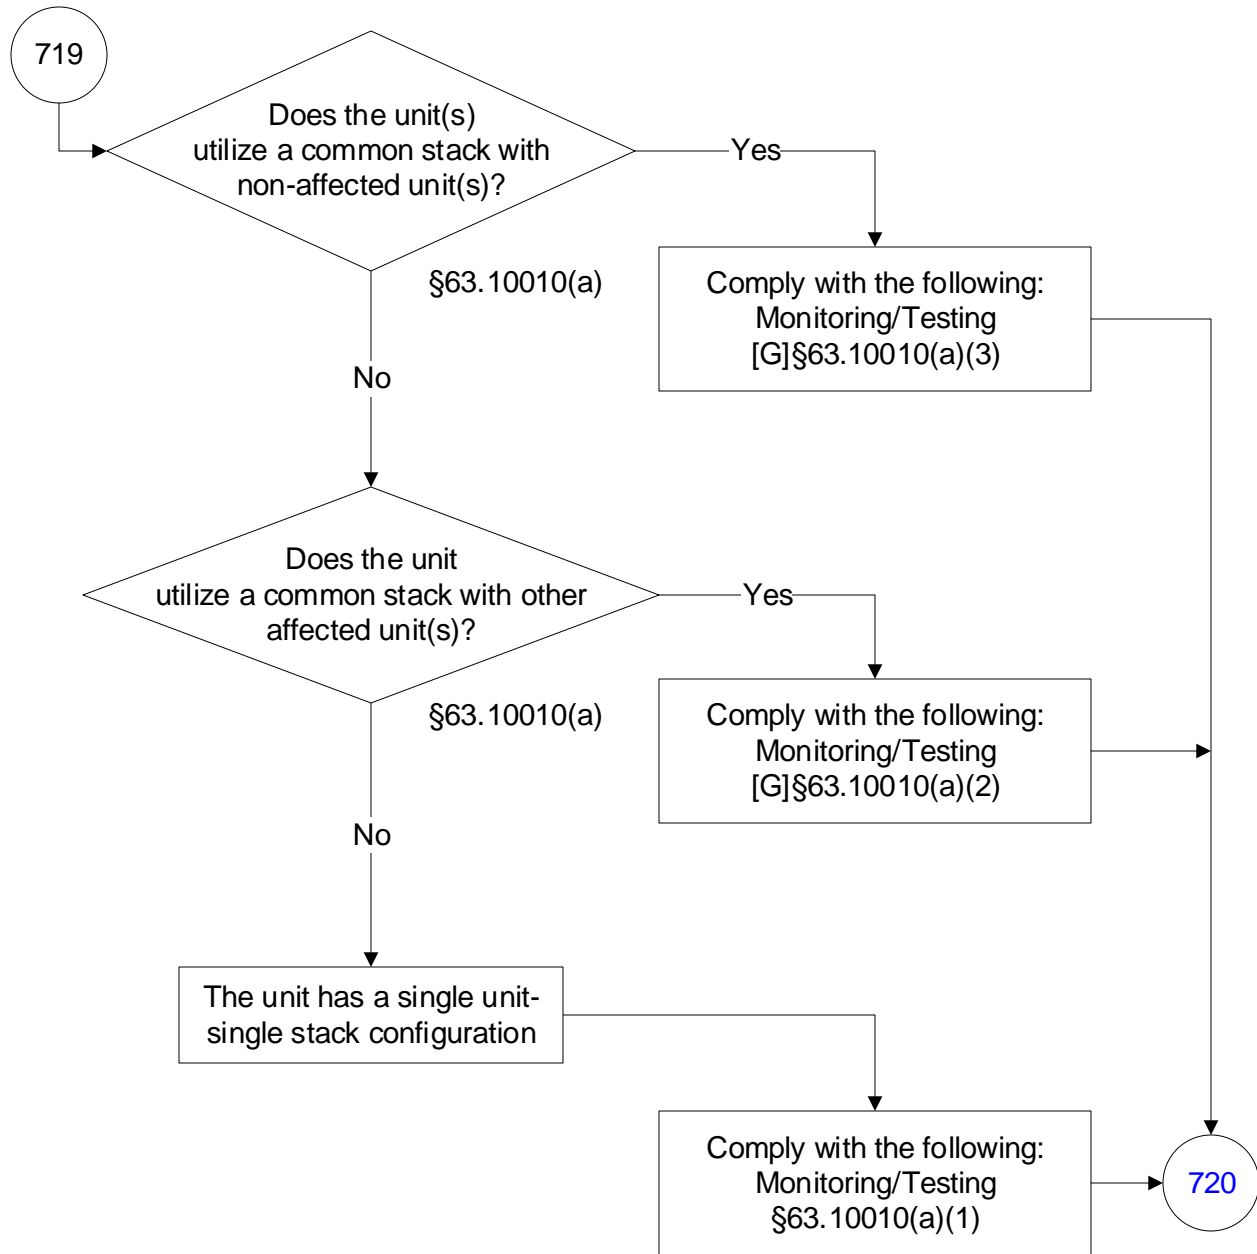 719
Does the unit(s)
utilize a common stack with
non-affected unit(s)?
Yes
§63.10010(a)
Comply with the following:
Monitoring/Testing
[G]§63.10010(a)(3)
No
Does the unit
utilize a common stack with other
affected unit(s)?
Yes
§63.10010(a)
Comply with the following:
Monitoring/Testing
[G]§63.10010(a)(2)
No
The unit has a single unit-
single stack configuration
Comply with the following:
Monitoring/Testing
§63.10010(a)(1)
720